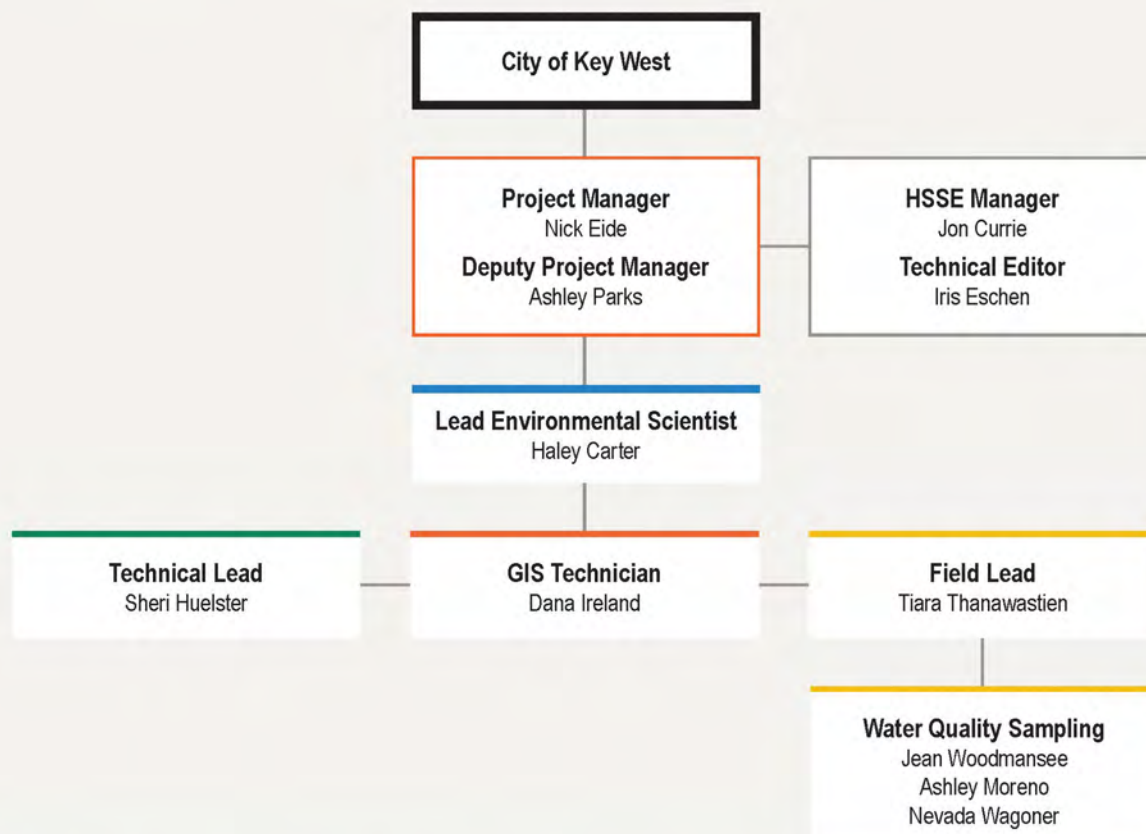 City of Key West
Project Manager
Nick Eide
Deputy Project Manager
Ashley Parks
HSSE Manager
Jon Currie
Technical Editor
Iris Eschen
Lead Environmental Scientist
Haley Carter
Technical Lead
Sheri Huelster
GIS Technician
Dana Ireland
Field Lead
Tiara Thanawastien
Water Quality Sampling
Jean Woodmansee
Ashley Moreno
Nevada Wagoner